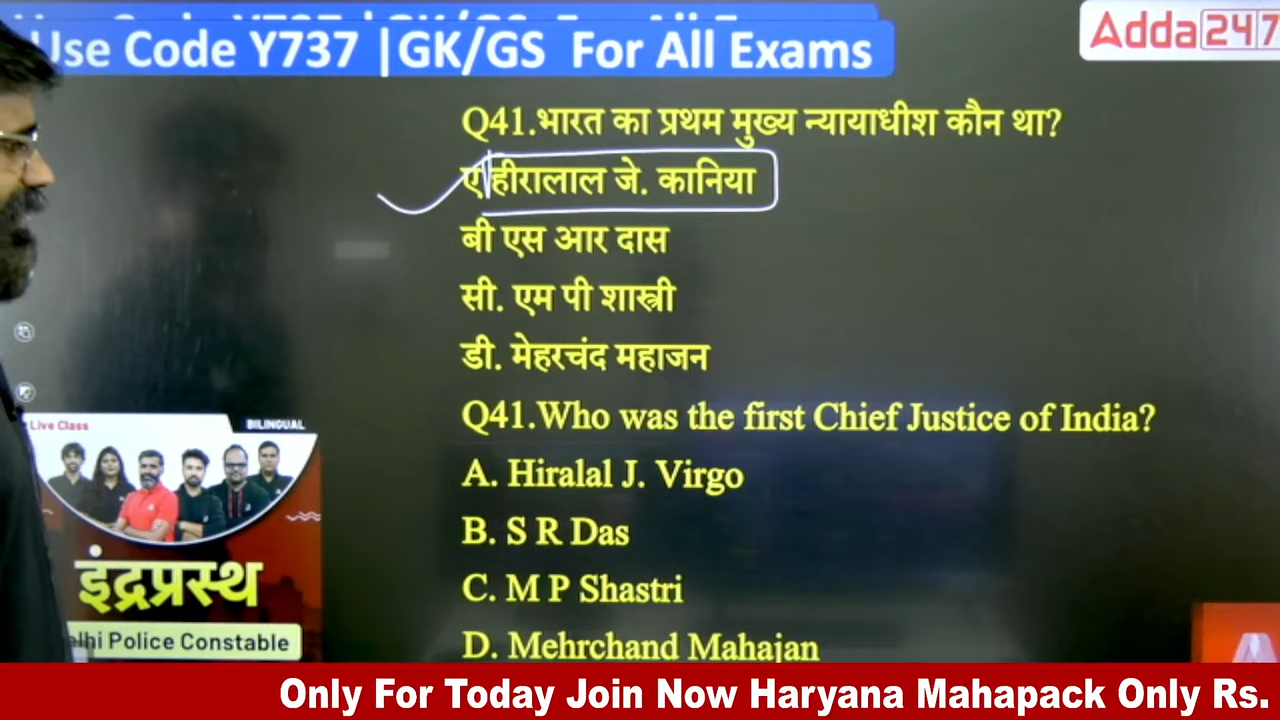 Use Code Y737 |GK/GS For All Exams
Adda247
Q41.भारत का प्रथम मुख्य न्यायाधीश कौन था?
ए हीरालाल जे. कानिया
बी एस आर दास
सी. एम पी शास्त्री
डी. मेहरचंद महाजन
Q41.Who was the first Chief Justice of India?
A. Hiralal J. Virgo
B. S R Das
C. M P Shastri
D. Mehrchand Mahajan
Live Class
BILINGUAL
इंद्रप्रस्थ
elhi Police Constable
Only For Today Join Now Haryana Mahapack Only Rs.